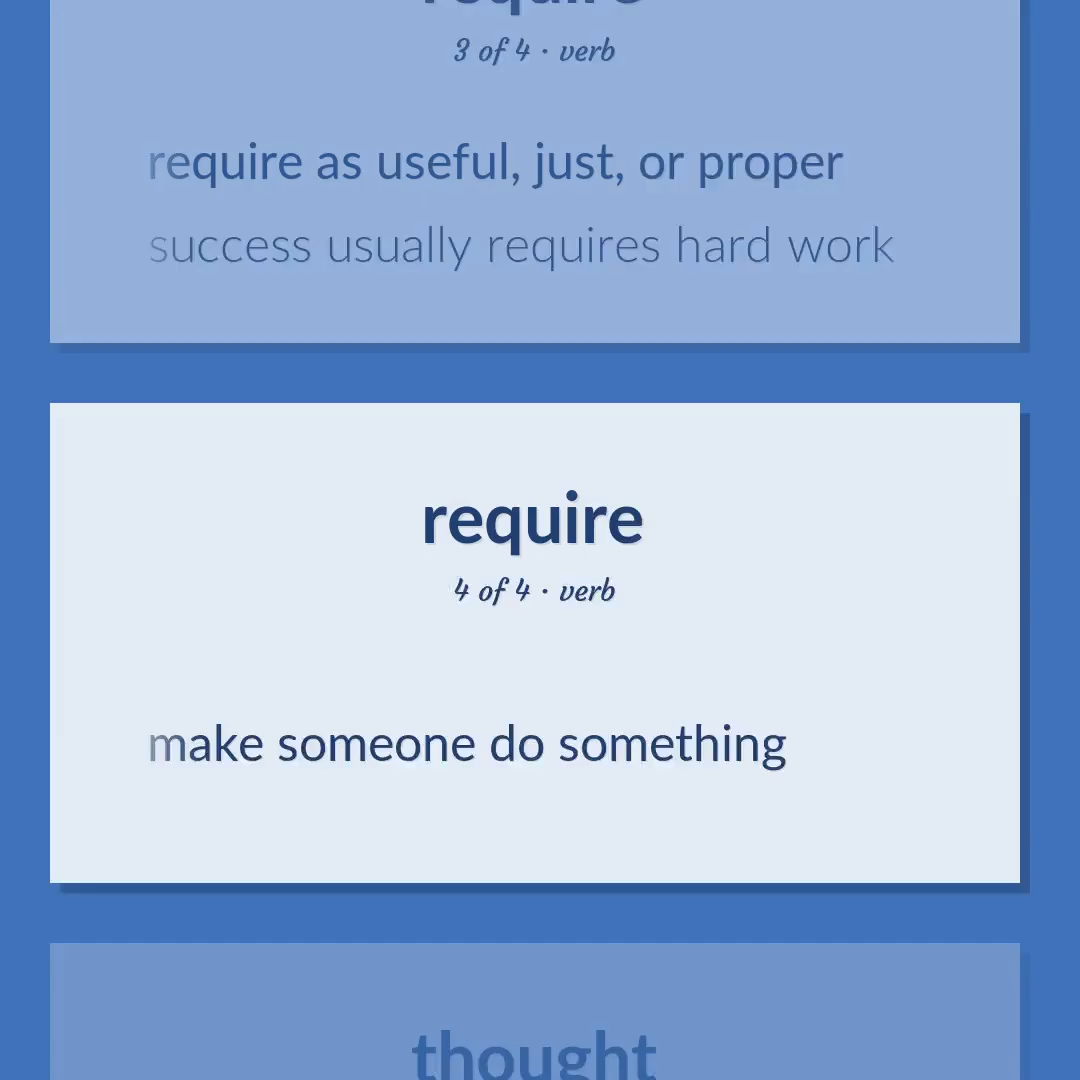 require
3 of 4 · verb
require as useful, just, or proper
success usually requires hard work
require
4 of 4 · verb
make someone do something
thought